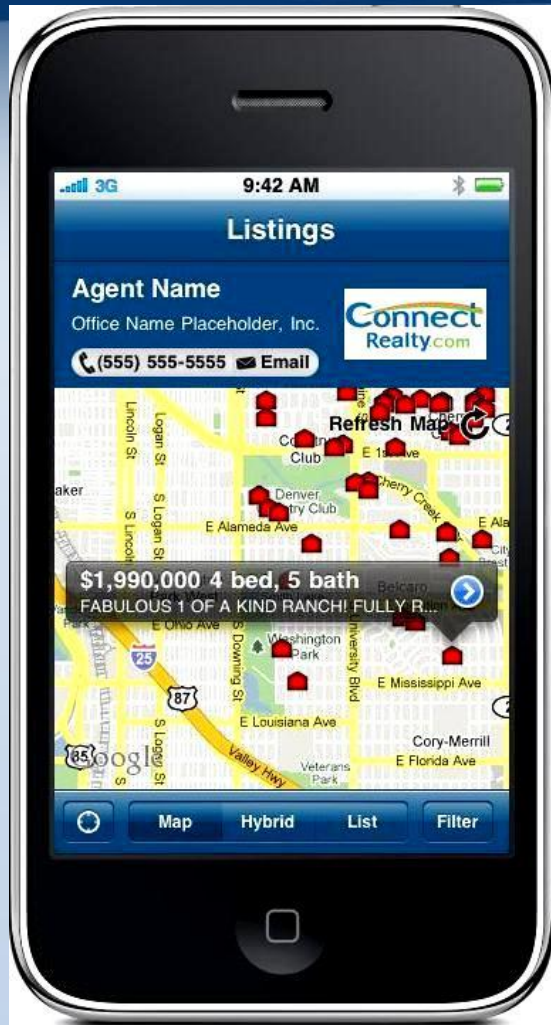 3G 9:42 AM
Listings
Agent Name
Office Name Placeholder, Inc.
(555) 555-5555 Email
Connect
Realty.com
Refresh Map
Club
E 1st Ave
Cherry Creek
Lincoln St
Logan St
aker
Denver
try Club
S Logan St
E Alameda Ave
E Ala
$1,990,000 4 bed, 5 bath
FABULOUS 1 OF A KIND RANCH! FULLY R...
Belcaro
E Ohio Ave
Washington
Park
S Downing St
University Blvd
25
87
E Mississippi Ave
E Louisiana Ave
Cory-Merrill
E Florida Ave
85
Google
Valley Hwy
Veterans
Park
Map Hybrid List Filter